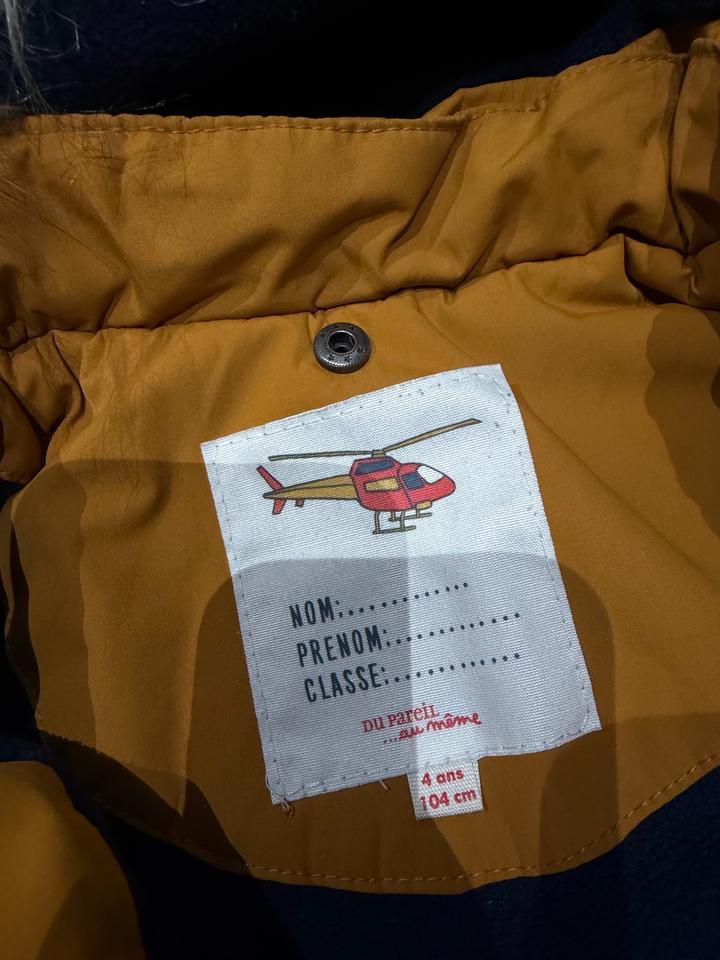 NOM:.............
PRENOM:............
CLASSE:............
DU PAREIL
...au même
4 ans
104 cm